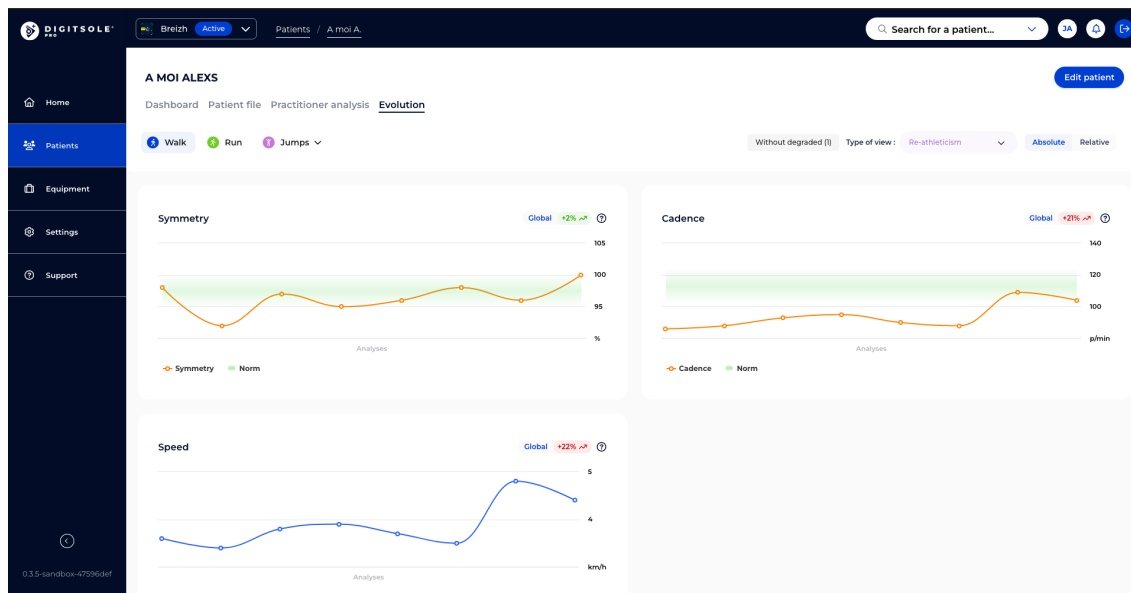 DIGITSOLE®
PRO
Breizh Active
Patients / A moi A.
Search for a patient...
JA
A MOI ALEXS
Edit patient
Dashboard Patient file Practitioner analysis Evolution
Home
Patients
Equipment
Settings
Support
0.3.5-sandbox-47596def
Walk Run Jumps
Without degraded (1) Type of view : Re-athleticism Absolute Relative
Symmetry Global +2% ?
105
100
95
%
Analyses
Symmetry Norm
Cadence Global +21% ?
140
120
100
p/min
Analyses
Cadence Norm
Speed Global +22% ?
5
4
km/h
Analyses